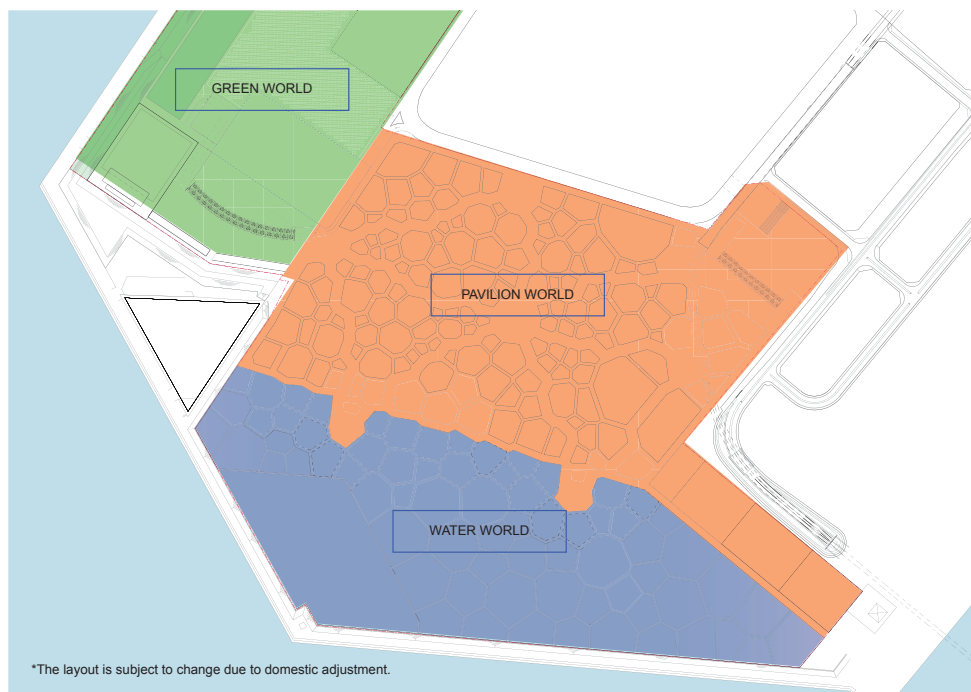 GREEN WORLD
PAVILION WORLD
WATER WORLD
*The layout is subject to change due to domestic adjustment.